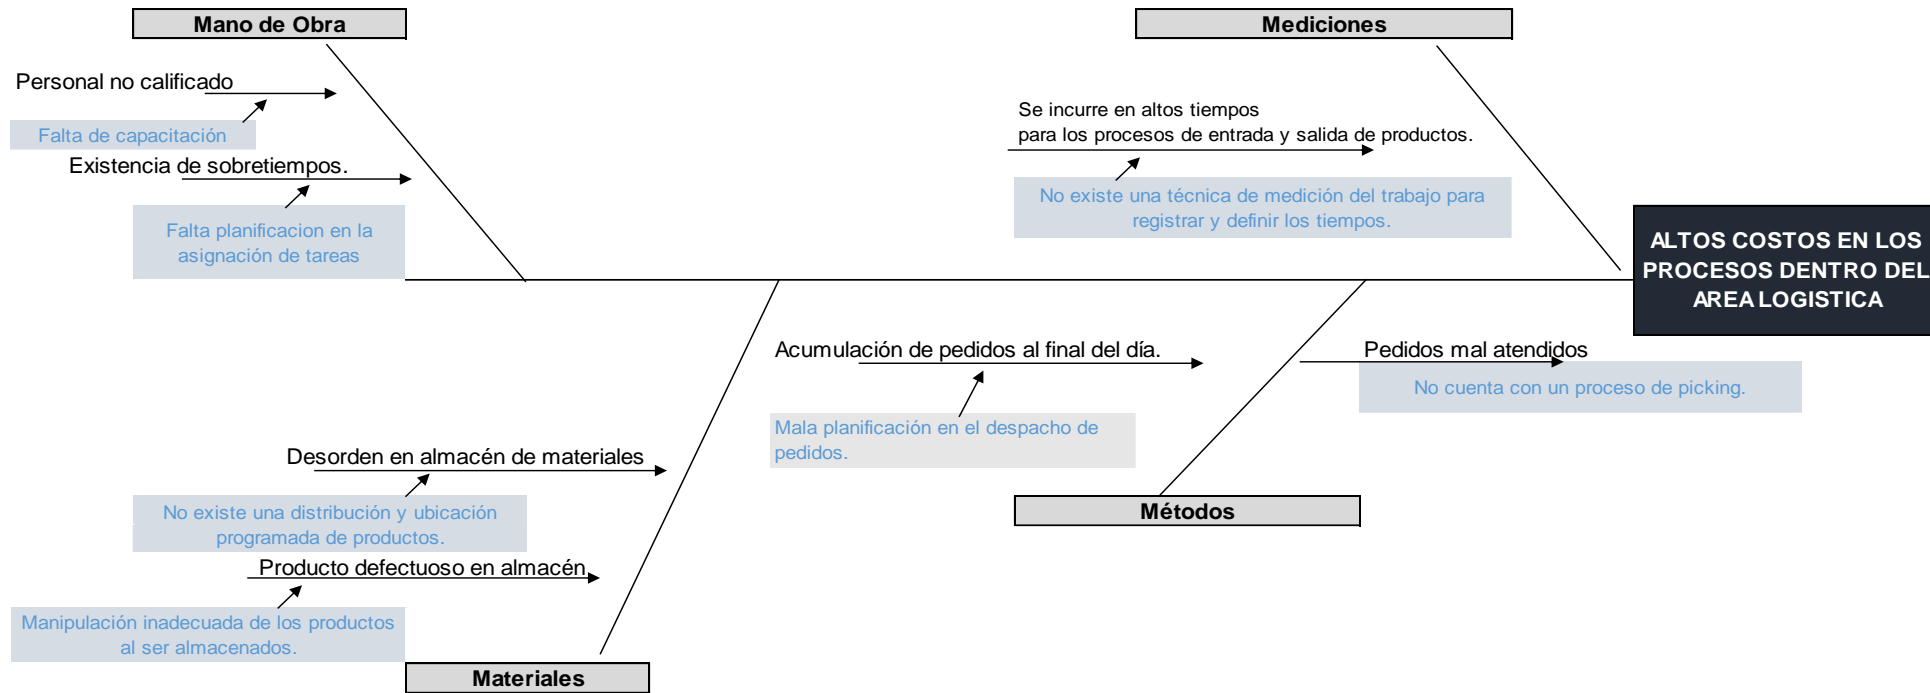 Mano de Obra
Mediciones
Personal no calificado
Falta de capacitación
Existencia de sobretiempos.
Falta planificacion en la
asignación de tareas
Se incurre en altos tiempos
para los procesos de entrada y salida de productos.
No existe una técnica de medición del trabajo para
registrar y definir los tiempos.
ALTOS COSTOS EN LOS
PROCESOS DENTRO DEL
AREA LOGISTICA
Acumulación de pedidos al final del día.
Mala planificación en el despacho de
pedidos.
Pedidos mal atendidos
No cuenta con un proceso de picking.
Desorden en almacén de materiales
No existe una distribución y ubicación
programada de productos.
Producto defectuoso en almacén
Manipulación inadecuada de los productos
al ser almacenados.
Métodos
Materiales